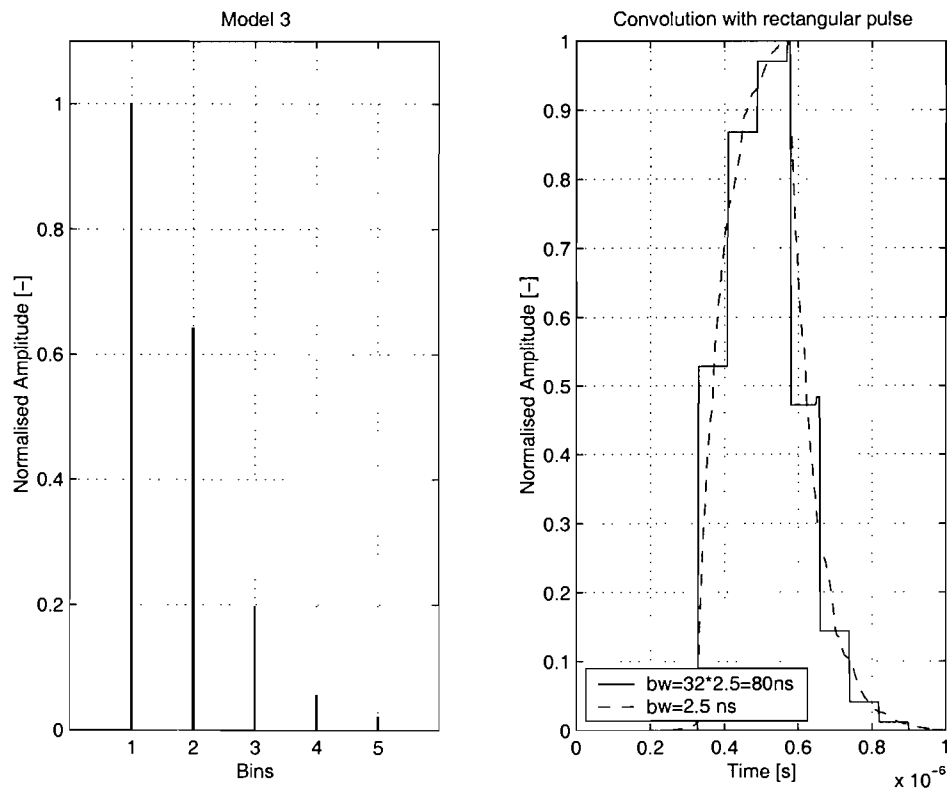 Model 3
Normalised Amplitude [−]
1
0.8
0.6
0.4
0.2
0
1 2 3 4 5
Bins
Convolution with rectangular pulse
Normalised Amplitude [−]
1
0.9
0.8
0.7
0.6
0.5
0.4
0.3
0.2
0.1
0
bw=32*2.5=80ns
bw=2.5 ns
0 0.2 0.4 0.6 0.8 1
Time [s]
x 10⁻⁶